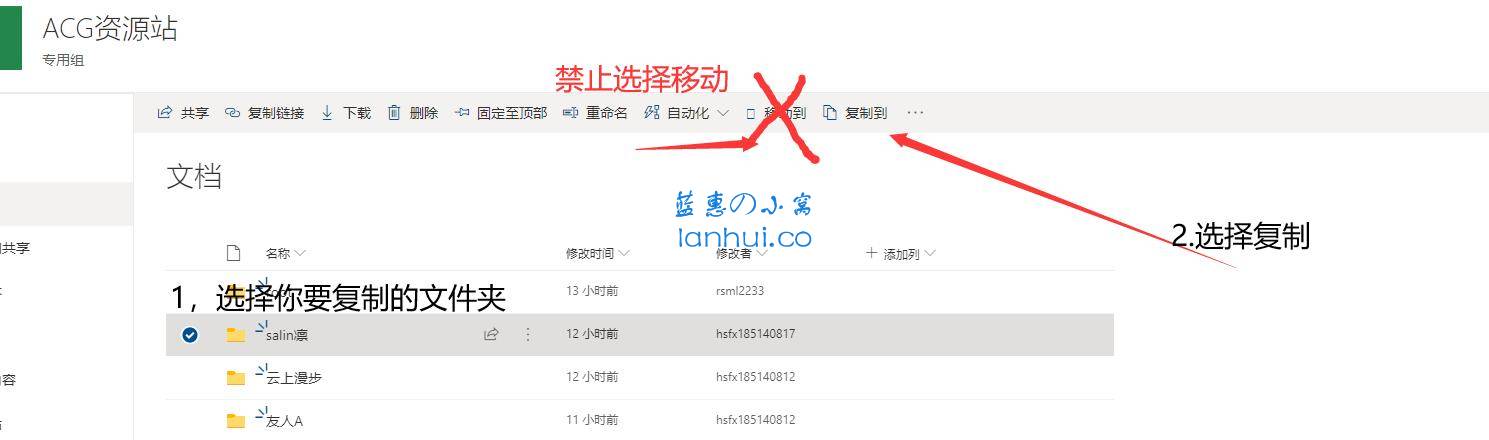 ACG资源站
专用组
禁止选择移动
共享 复制链接 下载 删除 固定至顶部 重命名 自动化 移动到 复制到 ...
文档
蓝惠の小窝
lanhui.co
2.选择复制
共享
名称 修改时间 修改者 + 添加列
1，选择你要复制的文件夹
13 小时前 rsml2233
salin凛 12 小时前 hsfx185140817
云上漫步 12 小时前 hsfx185140812
内容
友人A 11 小时前 hsfx185140812